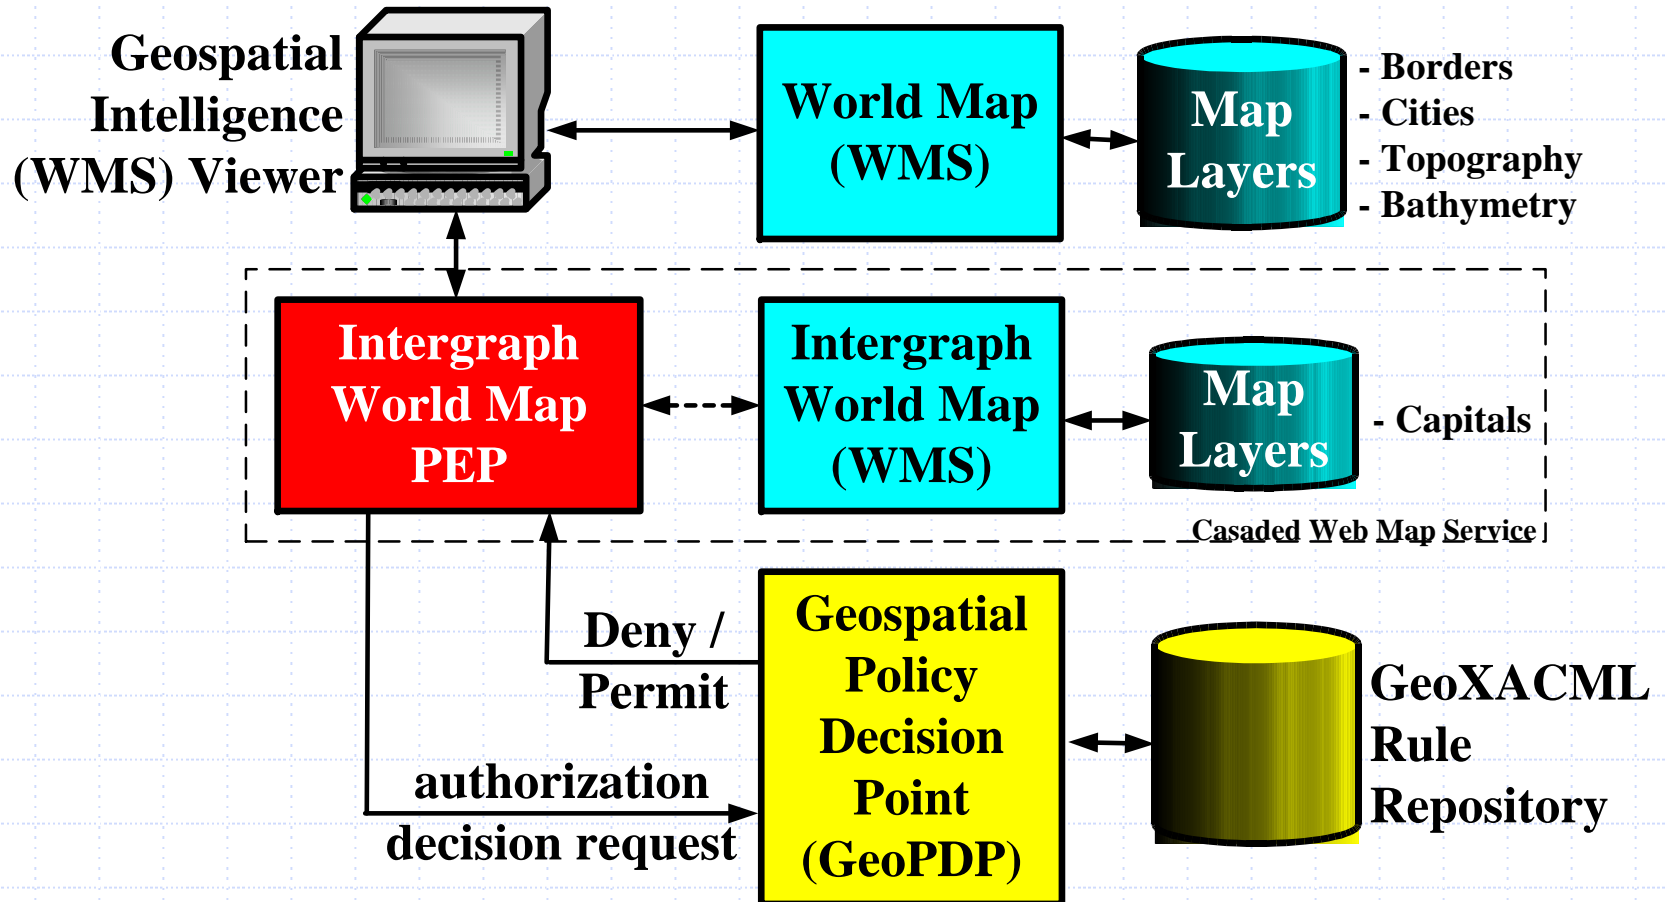 Geospatial
Intelligence
(WMS) Viewer
World Map
(WMS)
Map
Layers
- Borders
- Cities
- Topography
- Bathymetry
Intergraph
World Map
PEP
Intergraph
World Map
(WMS)
Map
Layers
- Capitals
Casaded Web Map Service
Deny /
Permit
authorization
decision request
Geospatial
Policy
Decision
Point
(GeoPDP)
GeoXACML
Rule
Repository